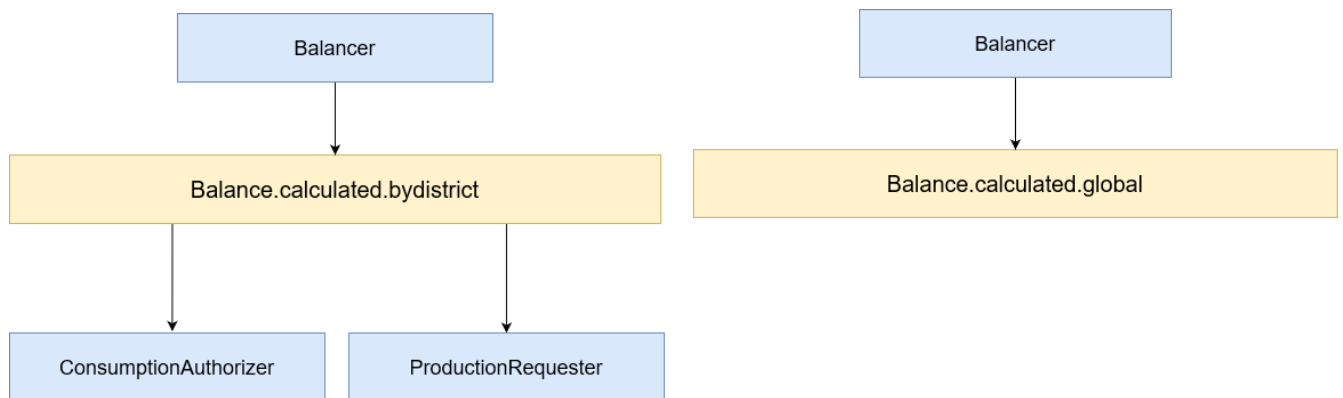 Balancer
Balance.calculated.bydistrict
ConsumptionAuthorizer
ProductionRequester
Balancer
Balance.calculated.global